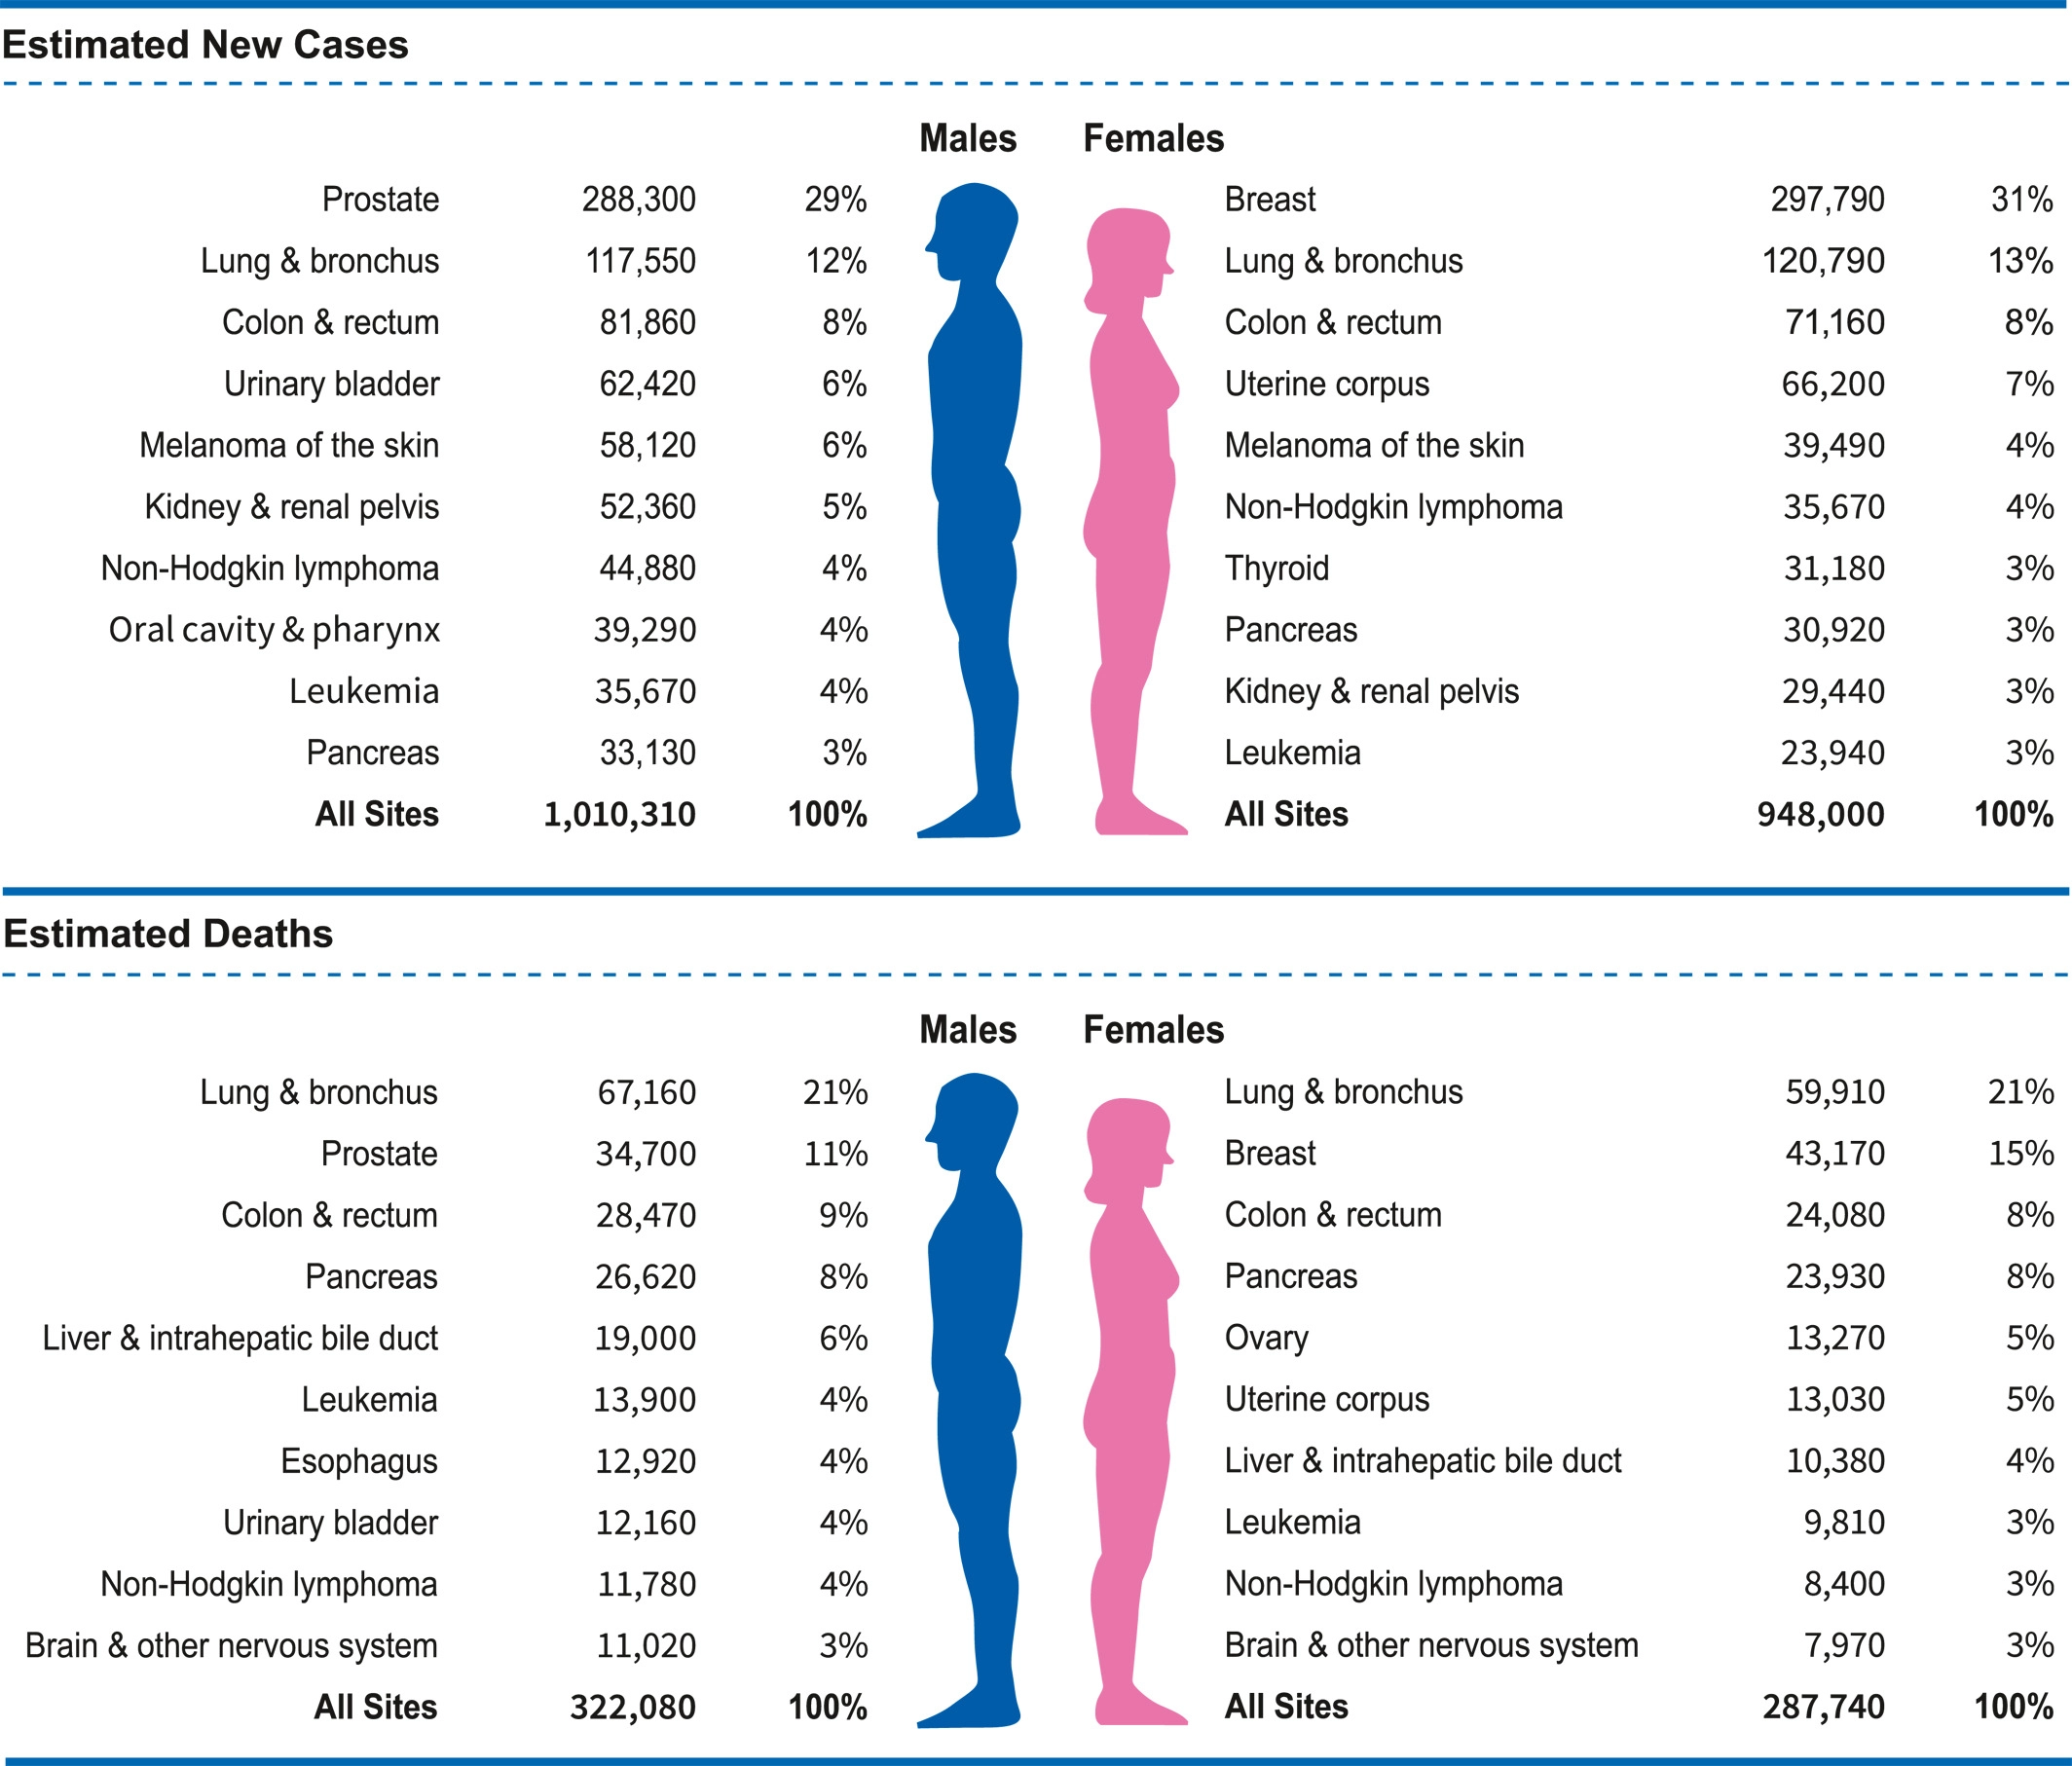 Estimated New Cases
Males Females
Prostate 288,300 29% Breast 297,790 31%
Lung & bronchus 117,550 12% Lung & bronchus 120,790 13%
Colon & rectum 81,860 8% Colon & rectum 71,160 8%
Urinary bladder 62,420 6% Uterine corpus 66,200 7%
Melanoma of the skin 58,120 6% Melanoma of the skin 39,490 4%
Kidney & renal pelvis 52,360 5% Non-Hodgkin lymphoma 35,670 4%
Non-Hodgkin lymphoma 44,880 4% Thyroid 31,180 3%
Oral cavity & pharynx 39,290 4% Pancreas 30,920 3%
Leukemia 35,670 4% Kidney & renal pelvis 29,440 3%
Pancreas 33,130 3% Leukemia 23,940 3%
All Sites 1,010,310 100% All Sites 948,000 100%
Estimated Deaths
Males Females
Lung & bronchus 67,160 21% Lung & bronchus 59,910 21%
Prostate 34,700 11% Breast 43,170 15%
Colon & rectum 28,470 9% Colon & rectum 24,080 8%
Pancreas 26,620 8% Pancreas 23,930 8%
Liver & intrahepatic bile duct 19,000 6% Ovary 13,270 5%
Leukemia 13,900 4% Uterine corpus 13,030 5%
Esophagus 12,920 4% Liver & intrahepatic bile duct 10,380 4%
Urinary bladder 12,160 4% Leukemia 9,810 3%
Non-Hodgkin lymphoma 11,780 4% Non-Hodgkin lymphoma 8,400 3%
Brain & other nervous system 11,020 3% Brain & other nervous system 7,970 3%
All Sites 322,080 100% All Sites 287,740 100%